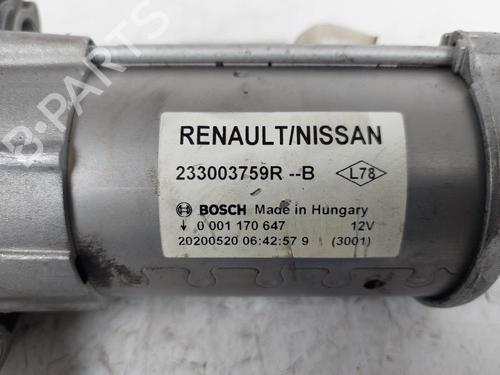 B-PARTS
RENAULT/NISSAN
233003759R --B L78
BOSCH Made in Hungary
0 001 170 647 12V
20200520 06:42:57 9 (3001)